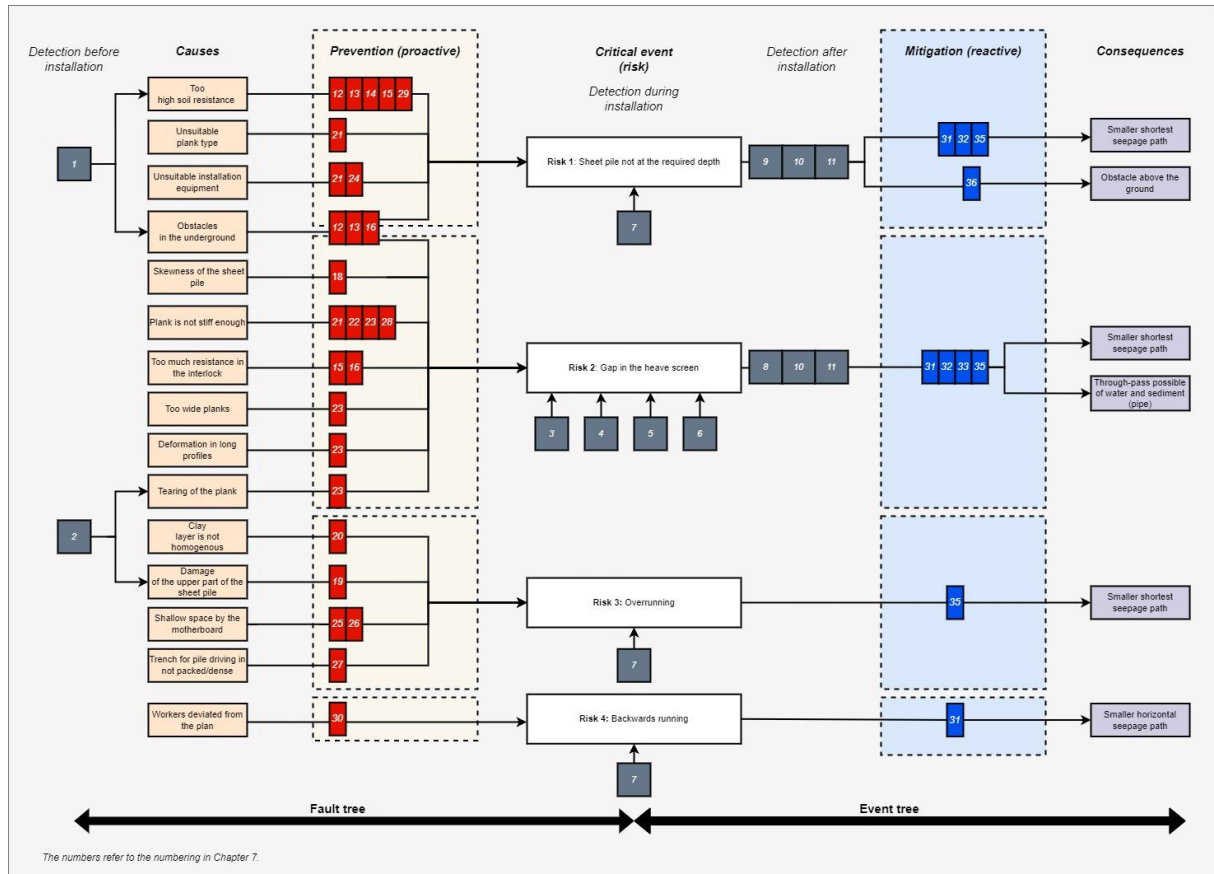 Detection before
installation
Causes
Prevention (proactive)
Critical event
(risk)
Detection during
installation
Detection after
installation
Mitigation (reactive)
Consequences
1
Too
high soil resistance
12 13 14 15 29
Unsuitable
plank type
21
Unsuitable installation
equipment
21 24
Obstacles
in the underground
12 13 16
Risk 1: Sheet pile not at the required depth
7
9 10 11
31 32 35
Smaller shortest
seepage path
36
Obstacle above the
ground
Skewness of the sheet
pile
18
Plank is not stiff enough
21 22 23 28
Too much resistance in
the interlock
15 16
Too wide planks
23
Deformation in long
profiles
23
Tearing of the plank
23
Risk 2: Gap in the heave screen
3 4 5 6
8 10 11
31 32 33 35
Smaller shortest
seepage path
Through-pass possible
of water and sediment
(pipe)
2
Clay
layer is not
homogenous
20
Damage
of the upper part of the
sheet pile
19
Shallow space by the
motherboard
25 26
Trench for pile driving in
not packed/dense
27
Risk 3: Overrunning
7
35
Smaller shortest
seepage path
Workers deviated from
the plan
30
Risk 4: Backwards running
7
31
Smaller horizontal
seepage path
Fault tree
Event tree
The numbers refer to the numbering in Chapter 7.